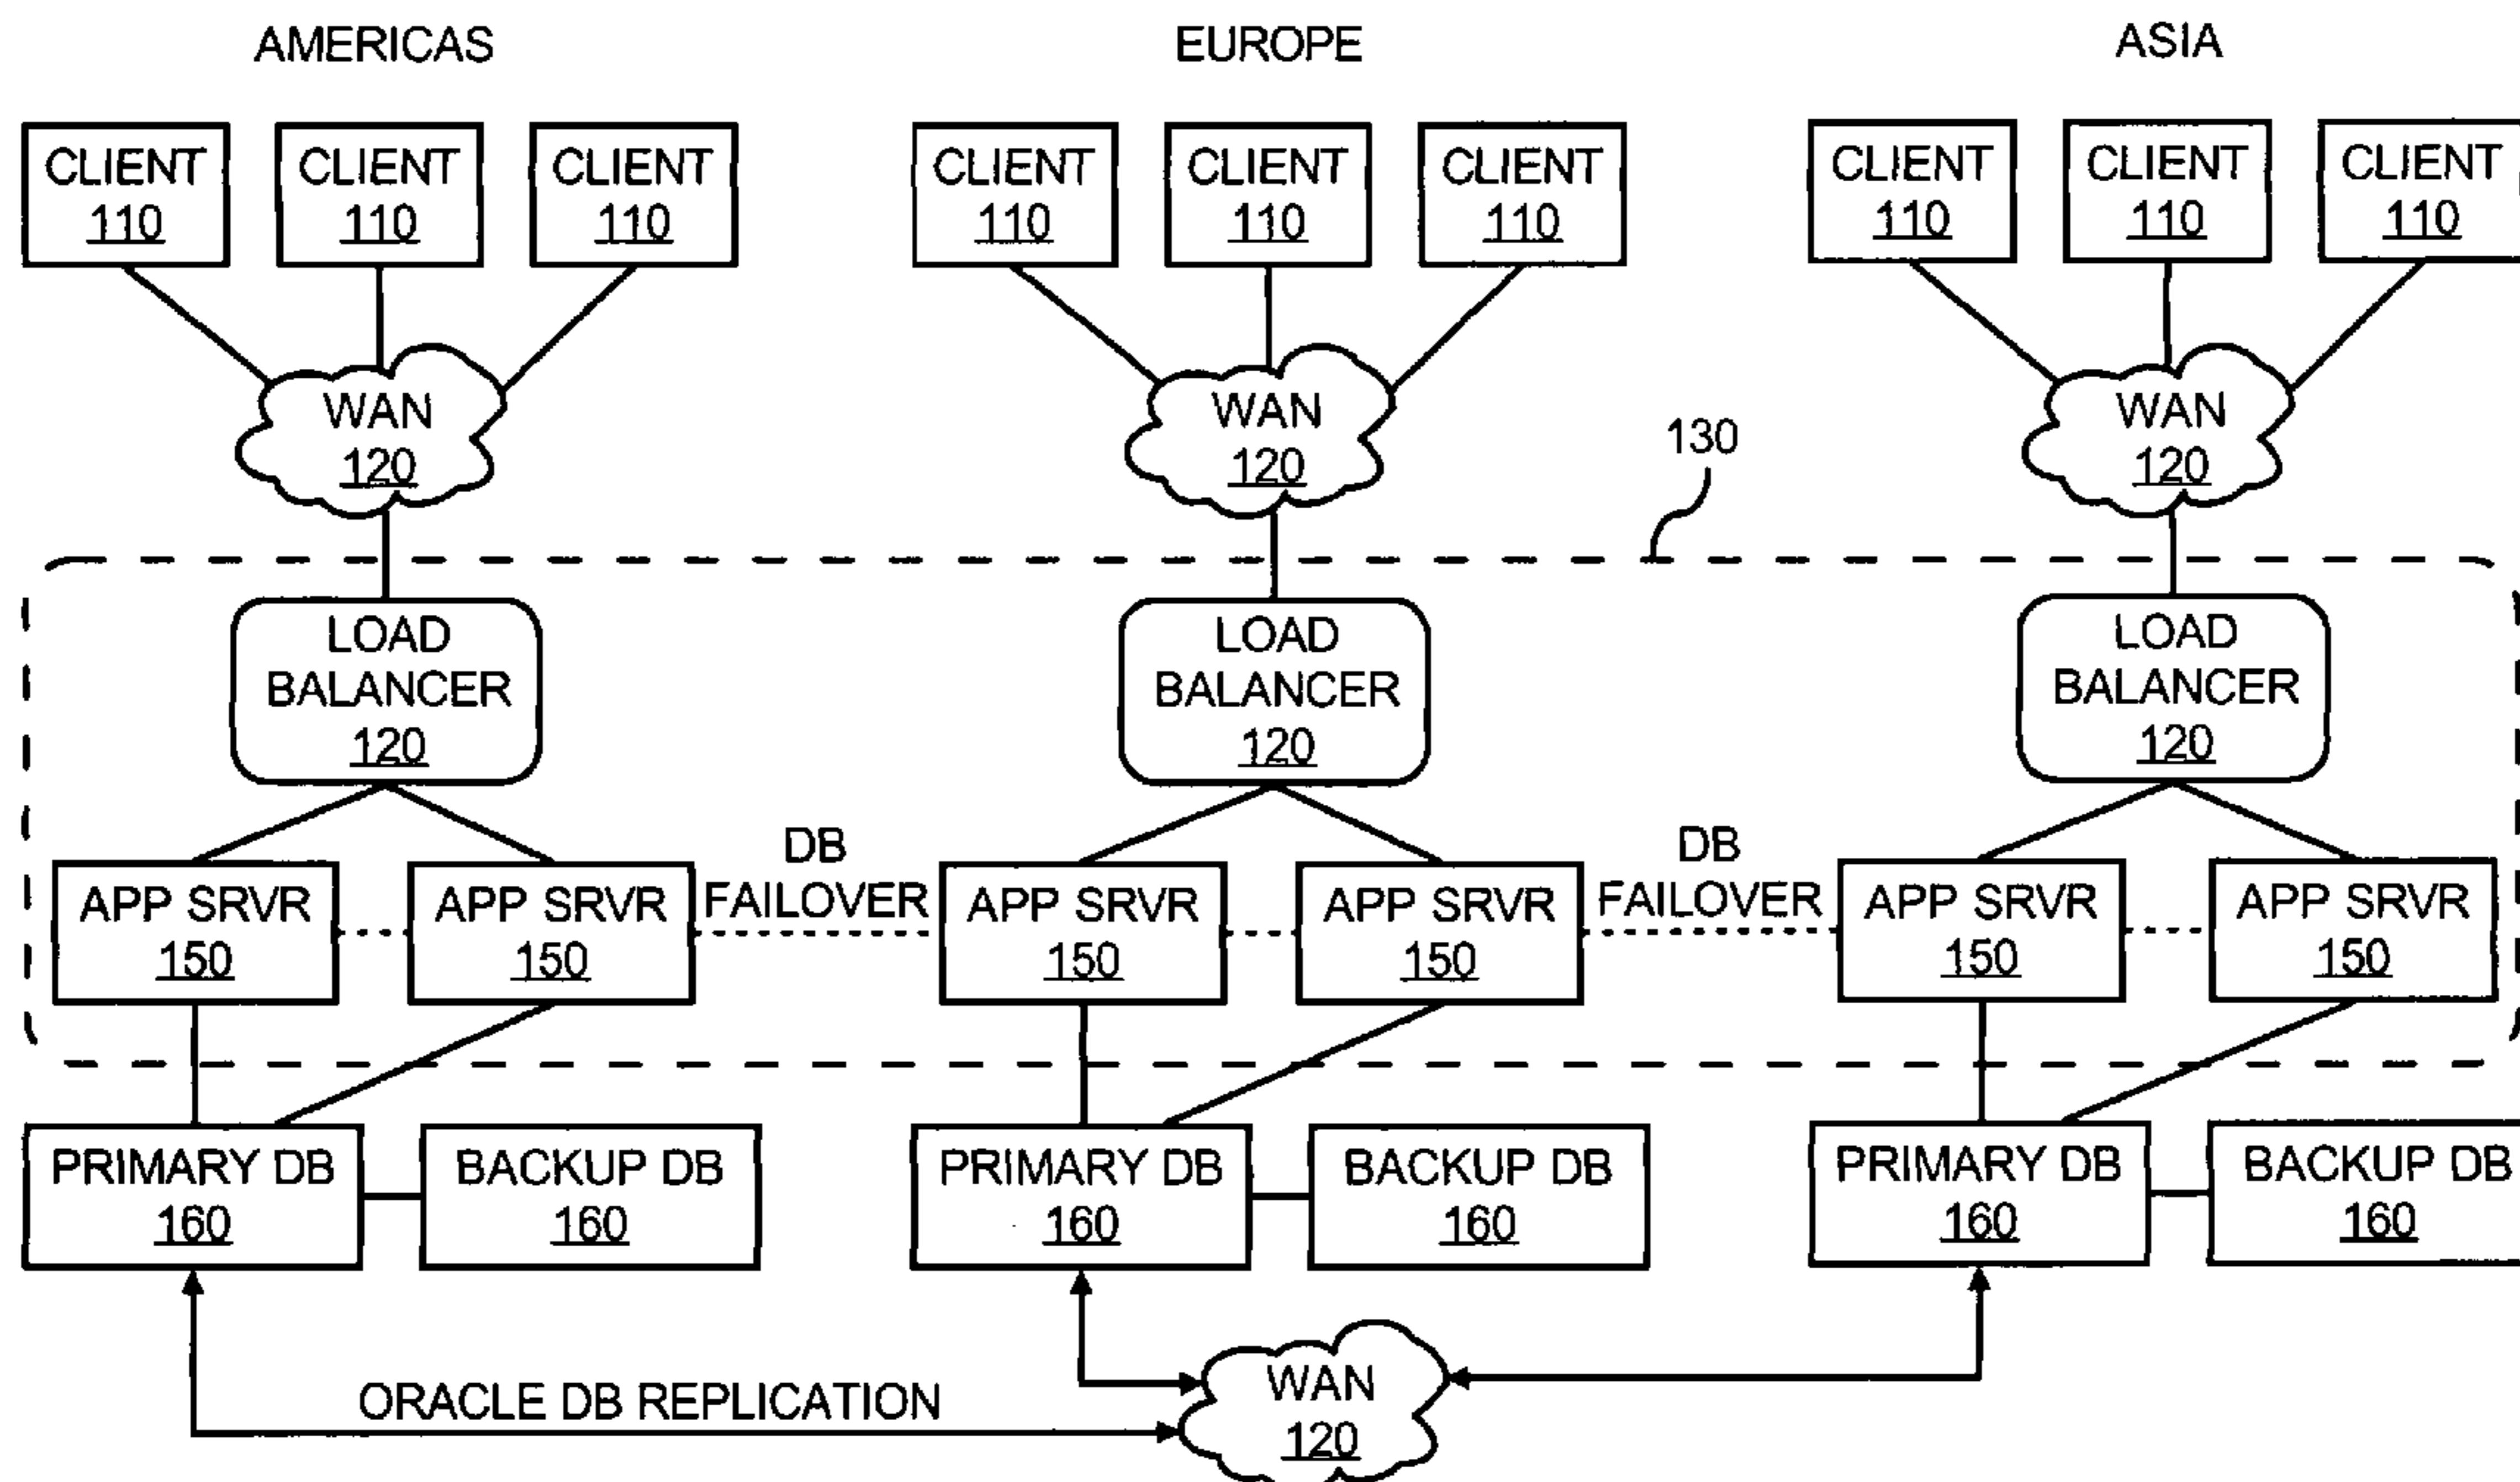 AMERICAS EUROPE ASIA
CLIENT CLIENT CLIENT CLIENT CLIENT CLIENT CLIENT CLIENT CLIENT
110 110 110 110 110 110 110 110 110
WAN WAN WAN
120 120 120
130
LOAD LOAD LOAD
BALANCER BALANCER BALANCER
120 120 120
DB DB
FAILOVER FAILOVER
APP SRVR APP SRVR APP SRVR APP SRVR APP SRVR APP SRVR
150 150 150 150 150 150
PRIMARY DB BACKUP DB PRIMARY DB BACKUP DB PRIMARY DB BACKUP DB
160 160 160 160 160 160
ORACLE DB REPLICATION
WAN
120